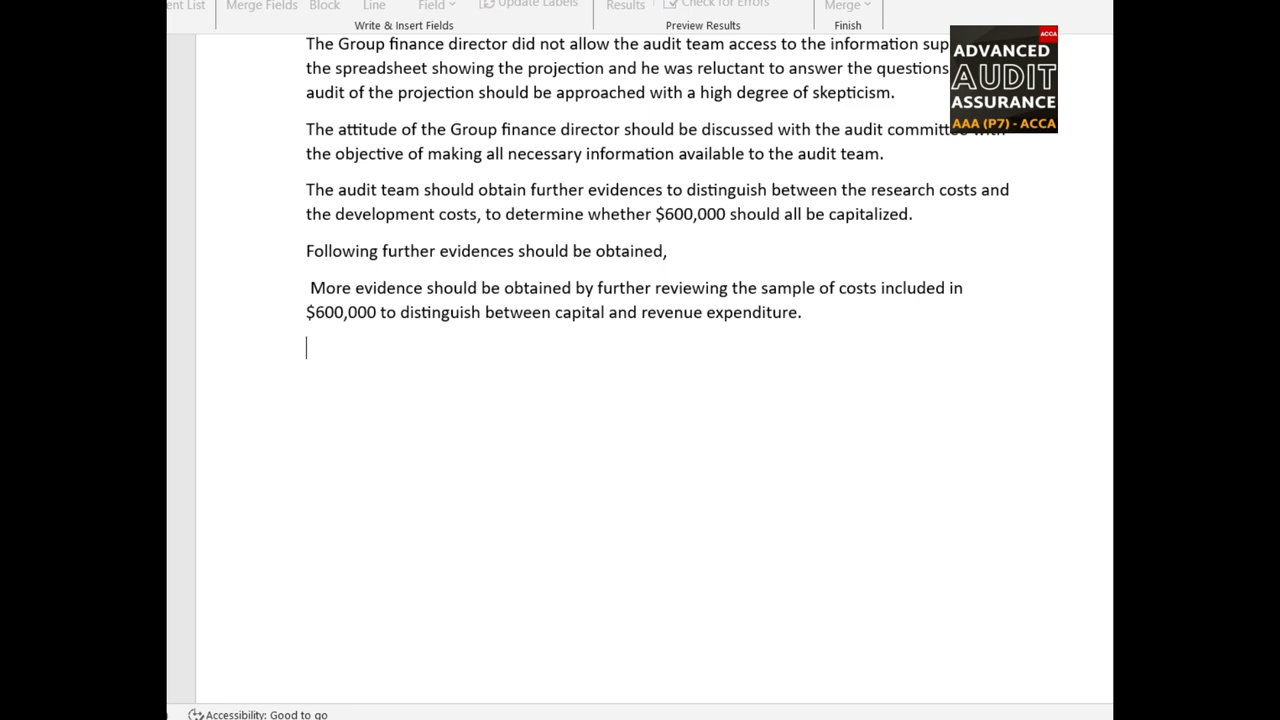 ent List Merge Fields Block Line Field Update Labels Results Check for Errors Merge
Write & Insert Fields Preview Results Finish
The Group finance director did not allow the audit team access to the information sup
the spreadsheet showing the projection and he was reluctant to answer the questions
audit of the projection should be approached with a high degree of skepticism.
The attitude of the Group finance director should be discussed with the audit committee with
the objective of making all necessary information available to the audit team.
The audit team should obtain further evidences to distinguish between the research costs and
the development costs, to determine whether $600,000 should all be capitalized.
Following further evidences should be obtained,
More evidence should be obtained by further reviewing the sample of costs included in
$600,000 to distinguish between capital and revenue expenditure.
ACCA
ADVANCED
AUDIT
ASSURANCE
AAA (P7) - ACCA
Accessibility: Good to go